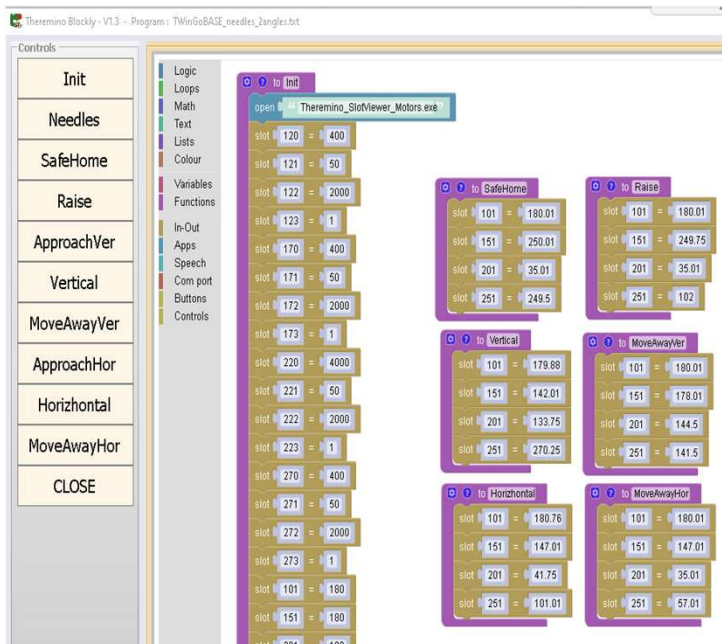 Theremino Blockly - V1.3 - Program : TWinGoBASE_needles_2angles.txt
Controls
Init
Needles
SafeHome
Raise
ApproachVer
Vertical
MoveAwayVer
ApproachHor
Horizhontal
MoveAwayHor
CLOSE
Logic
Loops
Math
Text
Lists
Colour
Variables
Functions
In-Out
Apps
Speech
Com port
Buttons
Controls
to Init
open “ Theremino_SlotViewer_Motors.exe ”
slot 120 = 400
slot 121 = 50
slot 122 = 2000
slot 123 = 1
slot 170 = 400
slot 171 = 50
slot 172 = 2000
slot 173 = 1
slot 220 = 4000
slot 221 = 50
slot 222 = 2000
slot 223 = 1
slot 270 = 400
slot 271 = 50
slot 272 = 2000
slot 273 = 1
slot 101 = 180
slot 151 = 180
to SafeHome
slot 101 = 180.01
slot 151 = 250.01
slot 201 = 35.01
slot 251 = 249.5
to Raise
slot 101 = 180.01
slot 151 = 249.75
slot 201 = 35.01
slot 251 = 102
to Vertical
slot 101 = 179.88
slot 151 = 142.01
slot 201 = 133.75
slot 251 = 270.25
to MoveAwayVer
slot 101 = 180.01
slot 151 = 178.01
slot 201 = 144.5
slot 251 = 141.5
to Horizhontal
slot 101 = 180.76
slot 151 = 147.01
slot 201 = 41.75
slot 251 = 101.01
to MoveAwayHor
slot 101 = 180.01
slot 151 = 147.01
slot 201 = 35.01
slot 251 = 57.01